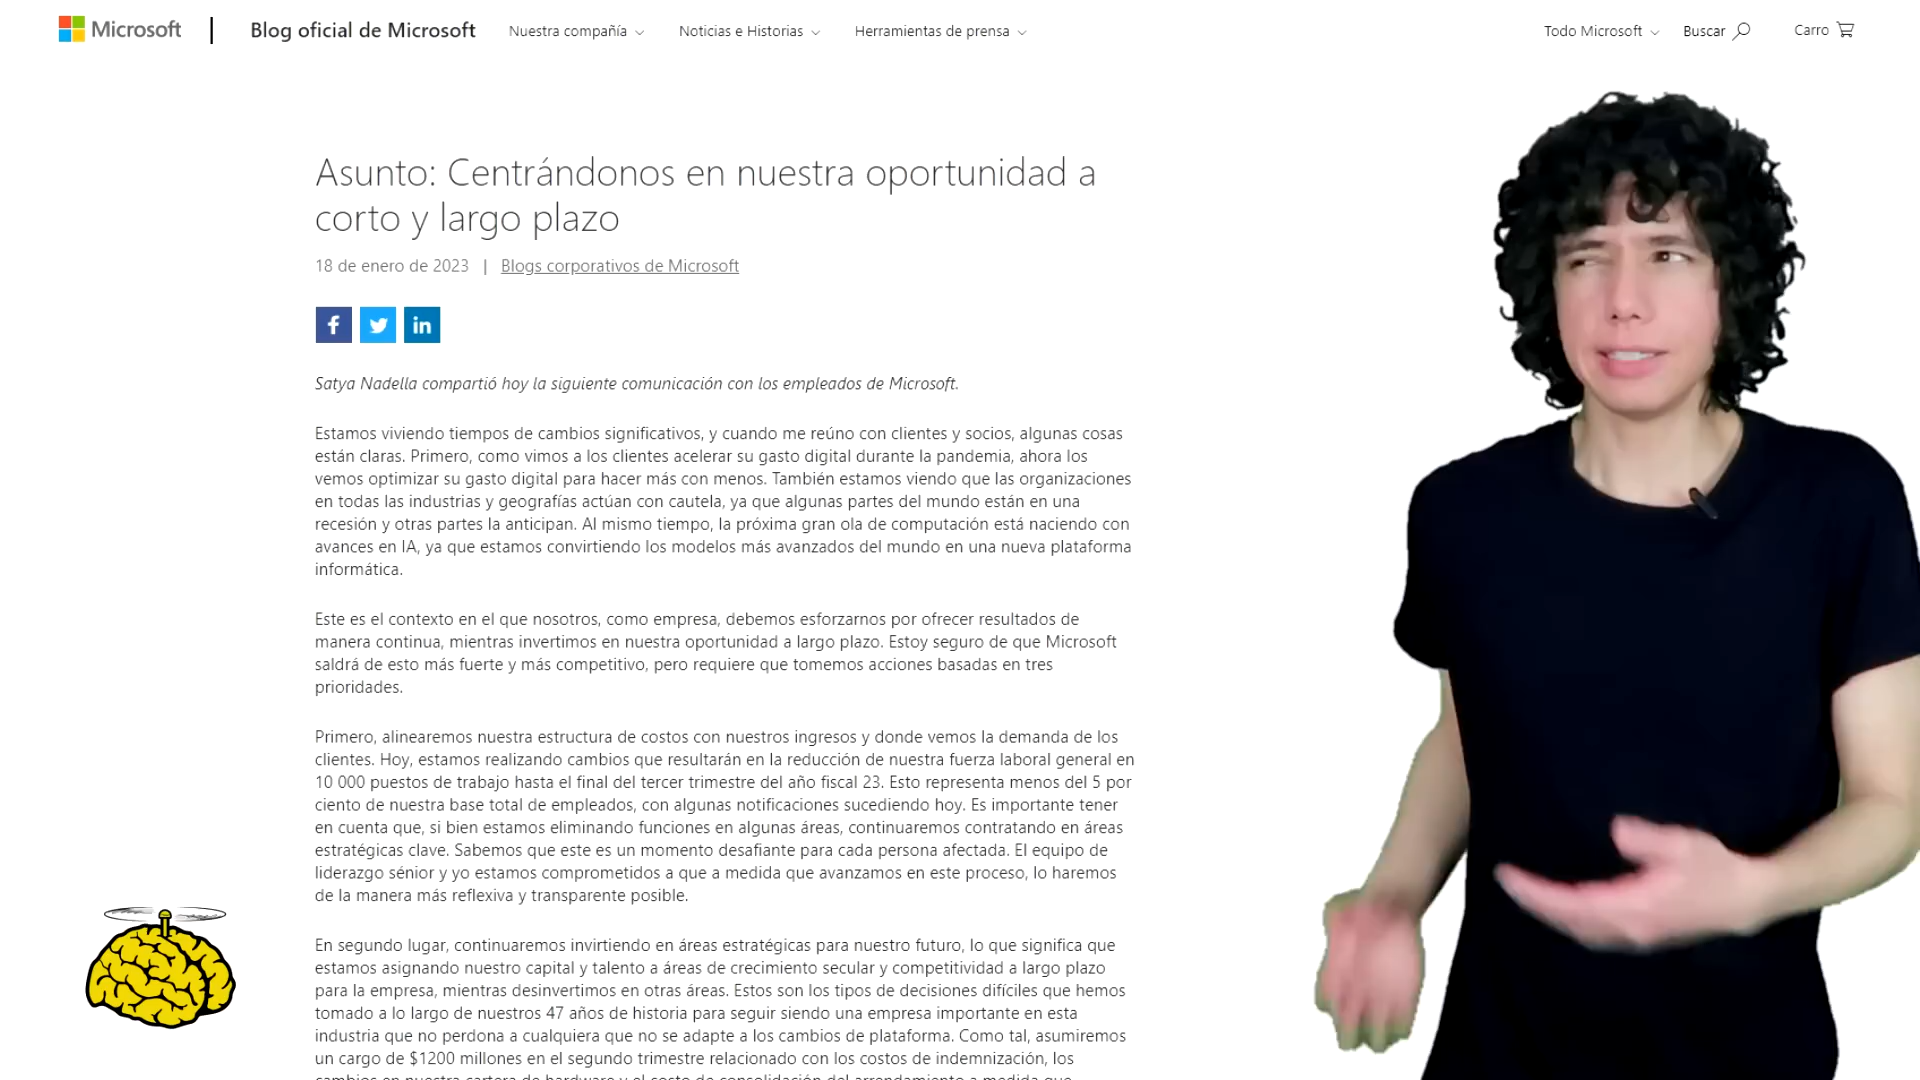 Microsoft
Blog oficial de Microsoft
Nuestra compañía
Noticias e Historias
Herramientas de prensa
Todo Microsoft
Buscar
Carro
Asunto: Centrándonos en nuestra oportunidad a
corto y largo plazo
18 de enero de 2023 | Blogs corporativos de Microsoft
Satya Nadella compartió hoy la siguiente comunicación con los empleados de Microsoft.
Estamos viviendo tiempos de cambios significativos, y cuando me reúno con clientes y socios, algunas cosas
están claras. Primero, como vimos a los clientes acelerar su gasto digital durante la pandemia, ahora los
vemos optimizar su gasto digital para hacer más con menos. También estamos viendo que las organizaciones
en todas las industrias y geografías actúan con cautela, ya que algunas partes del mundo están en una
recesión y otras partes la anticipan. Al mismo tiempo, la próxima gran ola de computación está naciendo con
avances en IA, ya que estamos convirtiendo los modelos más avanzados del mundo en una nueva plataforma
informática.
Este es el contexto en el que nosotros, como empresa, debemos esforzarnos por ofrecer resultados de
manera continua, mientras invertimos en nuestra oportunidad a largo plazo. Estoy seguro de que Microsoft
saldrá de esto más fuerte y más competitivo, pero requiere que tomemos acciones basadas en tres
prioridades.
Primero, alinearemos nuestra estructura de costos con nuestros ingresos y donde vemos la demanda de los
clientes. Hoy, estamos realizando cambios que resultarán en la reducción de nuestra fuerza laboral general en
10 000 puestos de trabajo hasta el final del tercer trimestre del año fiscal 23. Esto representa menos del 5 por
ciento de nuestra base total de empleados, con algunas notificaciones sucediendo hoy. Es importante tener
en cuenta que, si bien estamos eliminando funciones en algunas áreas, continuaremos contratando en áreas
estratégicas clave. Sabemos que este es un momento desafiante para cada persona afectada. El equipo de
liderazgo sénior y yo estamos comprometidos a que a medida que avanzamos en este proceso, lo haremos
de la manera más reflexiva y transparente posible.
En segundo lugar, continuaremos invirtiendo en áreas estratégicas para nuestro futuro, lo que significa que
estamos asignando nuestro capital y talento a áreas de crecimiento secular y competitividad a largo plazo
para la empresa, mientras desinvertimos en otras áreas. Estos son los tipos de decisiones difíciles que hemos
tomado a lo largo de nuestros 47 años de historia para seguir siendo una empresa importante en esta
industria que no perdona a cualquiera que no se adapte a los cambios de plataforma. Como tal, asumiremos
un cargo de $1200 millones en el segundo trimestre relacionado con los costos de indemnización, los
cambios en nuestra cartera de hardware y el costo de consolidación del arrendamiento a medida que